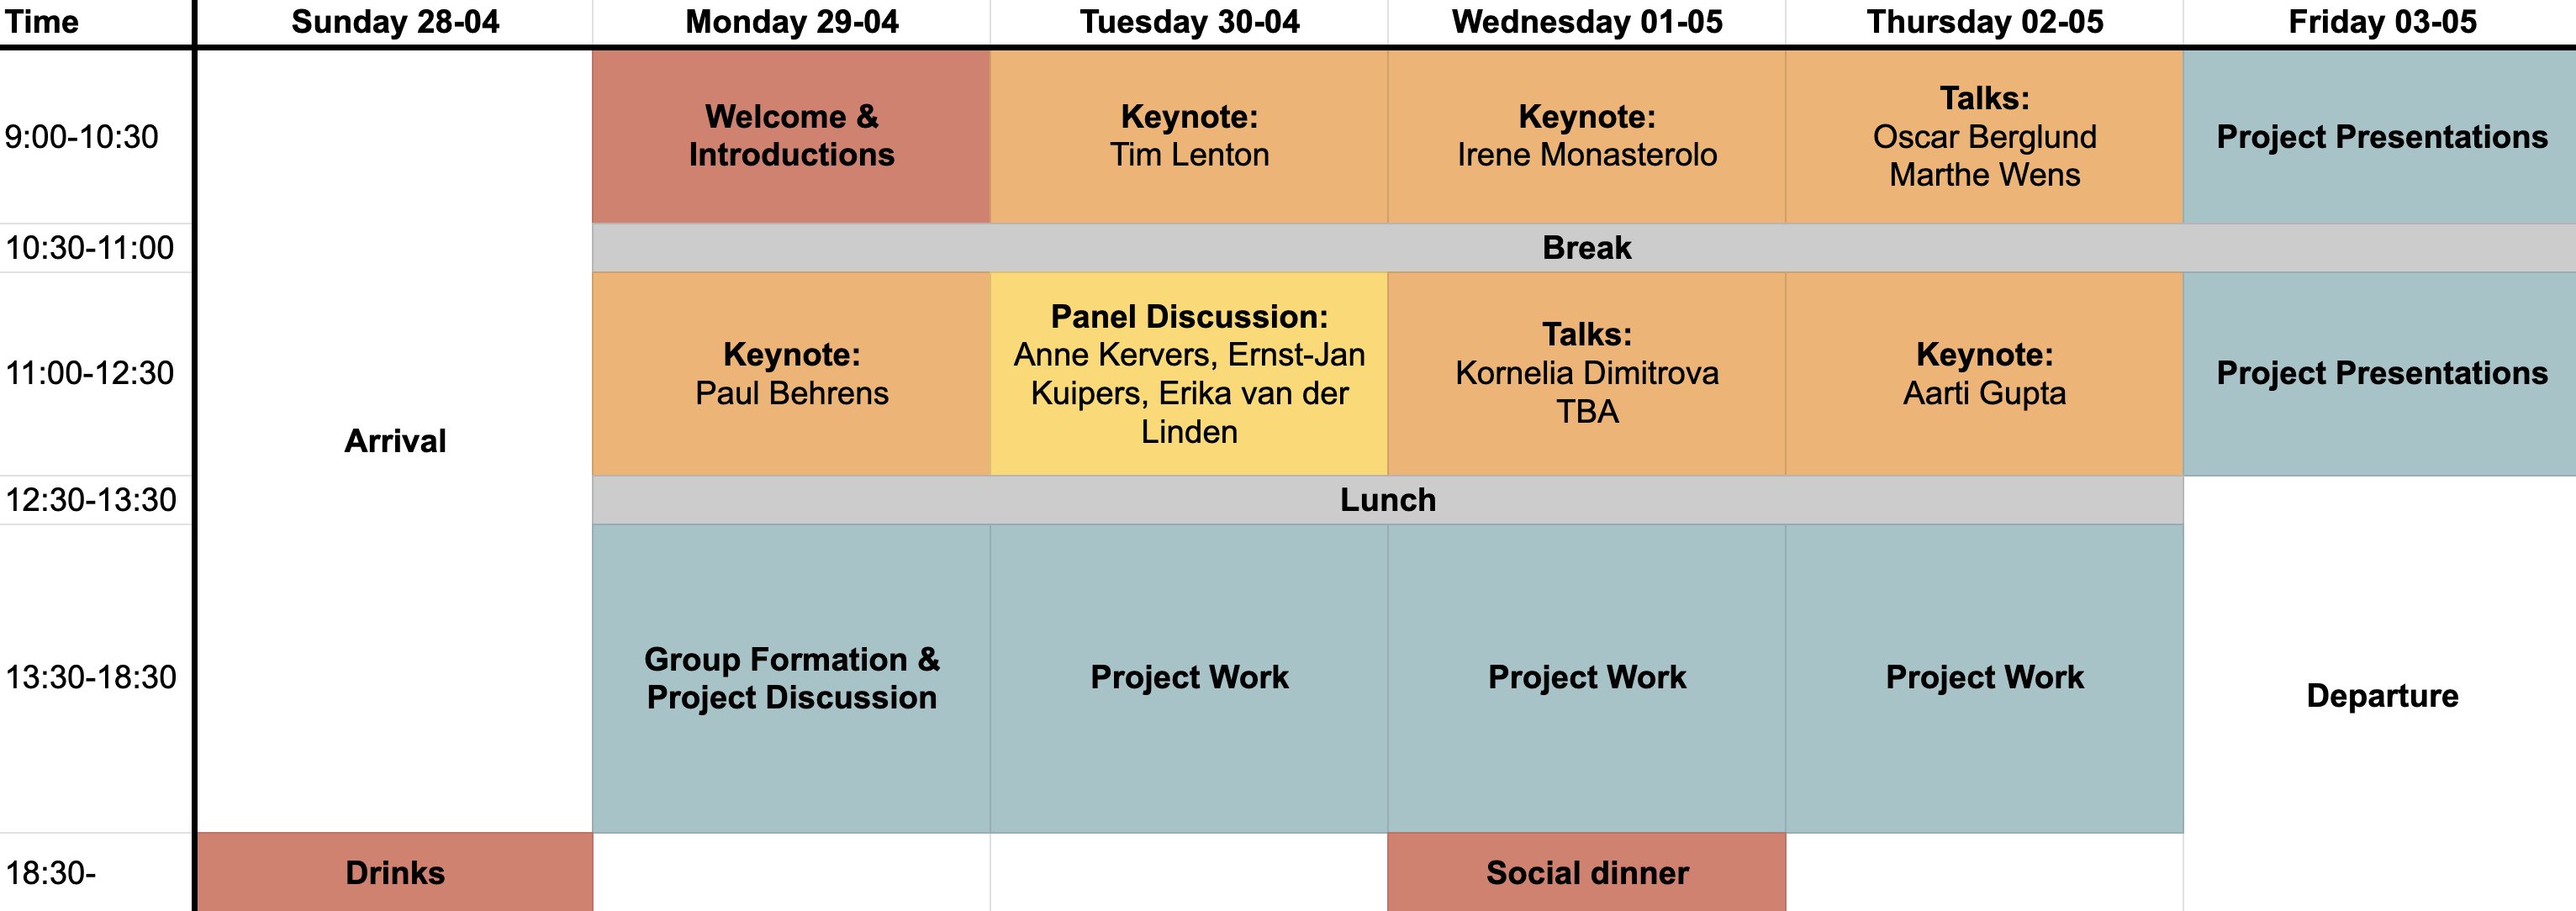 Time Sunday 28-04 Monday 29-04 Tuesday 30-04 Wednesday 01-05 Thursday 02-05 Friday 03-05
9:00-10:30
Welcome &
Introductions
Keynote:
Tim Lenton
Keynote:
Irene Monasterolo
Talks:
Oscar Berglund
Marthe Wens
Project Presentations
10:30-11:00
Break
11:00-12:30
Keynote:
Paul Behrens
Panel Discussion:
Anne Kervers, Ernst-Jan
Kuipers, Erika van der
Linden
Talks:
Kornelia Dimitrova
TBA
Keynote:
Aarti Gupta
Project Presentations
Arrival
12:30-13:30
Lunch
13:30-18:30
Group Formation &
Project Discussion
Project Work
Project Work
Project Work
Departure
18:30-
Drinks
Social dinner